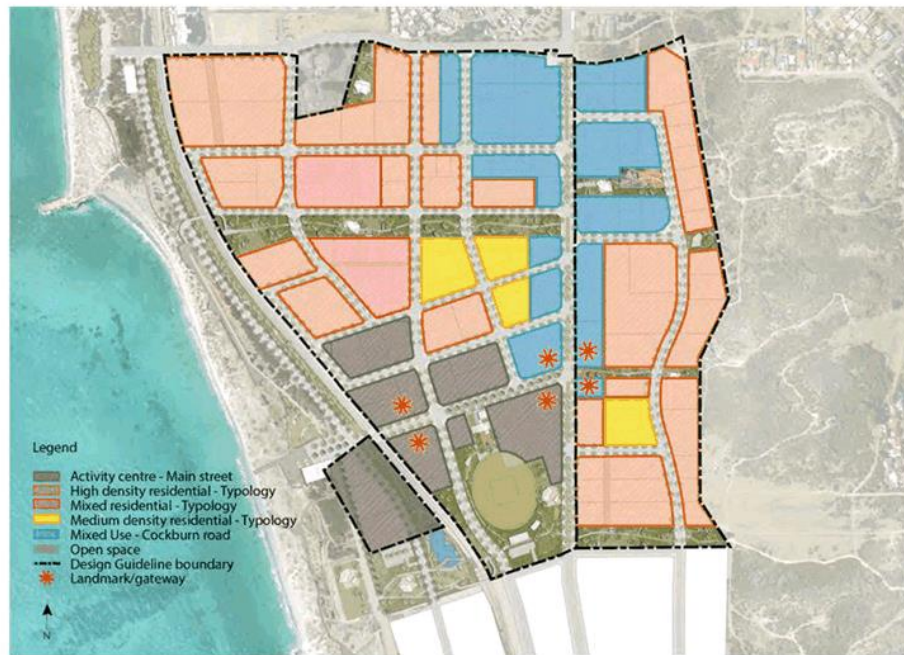 Legend
Activity centre - Main street
High density residential - Typology
Mixed residential - Typology
Medium density residential - Typology
Mixed Use - Cockburn road
Open space
Design Guideline boundary
Landmark/gateway
N